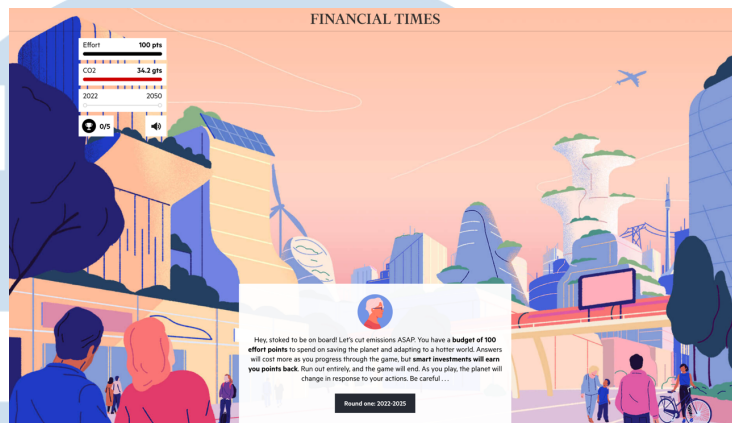 FINANCIAL TIMES
Effort 100 pts
CO2 34.2 gts
2022 2050
0/5
Hey, stoked to be on board! Let's cut emissions ASAP. You have a budget of 100
effort points to spend on saving the planet and adapting to a hotter world. Answers
will cost more as you progress through the game, but smart investments will earn
you points back. Run out entirely, and the game will end. As you play, the planet will
change in response to your actions. Be careful . . .
Round one: 2022-2025